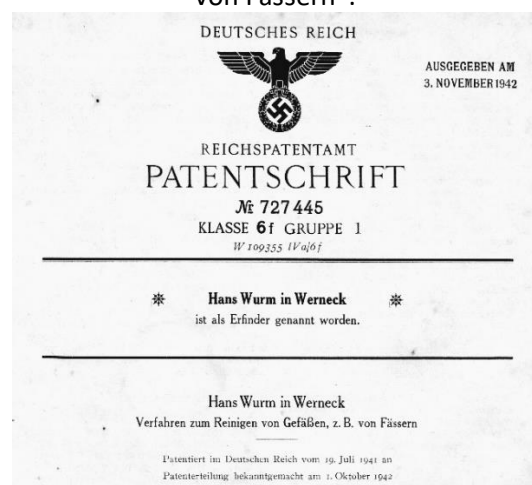 von Fässern“.
DEUTSCHES REICH
AUSGEGEBEN AM
3. NOVEMBER 1942
REICHSPATENTAMT
PATENTSCHRIFT
№ 727445
KLASSE 6f GRUPPE 1
W 109355 IVa/6f
Hans Wurm in Werneck
ist als Erfinder genannt worden.
Hans Wurm in Werneck
Verfahren zum Reinigen von Gefäßen, z. B. von Fässern
Patentiert im Deutschen Reich vom 19. Juli 1941 an
Patenterteilung bekanntgemacht am 1. Oktober 1942